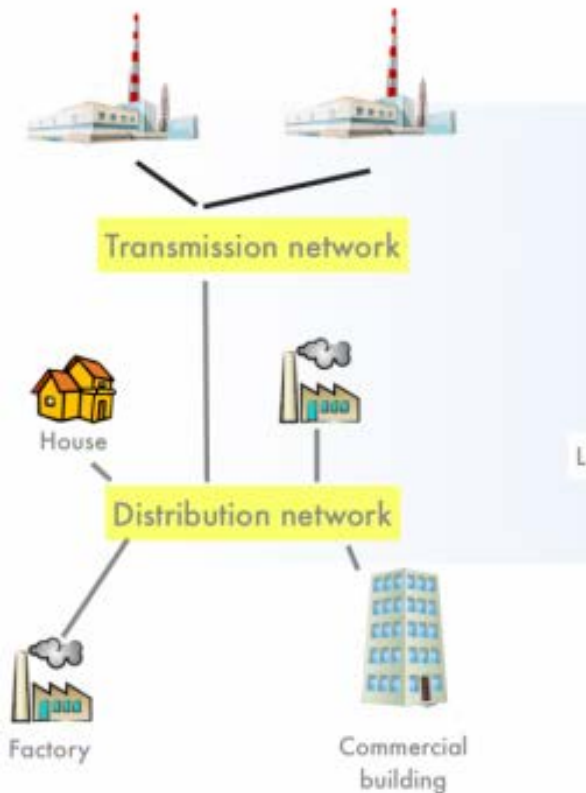 Transmission network
House
L
Distribution network
Factory
Commercial
building